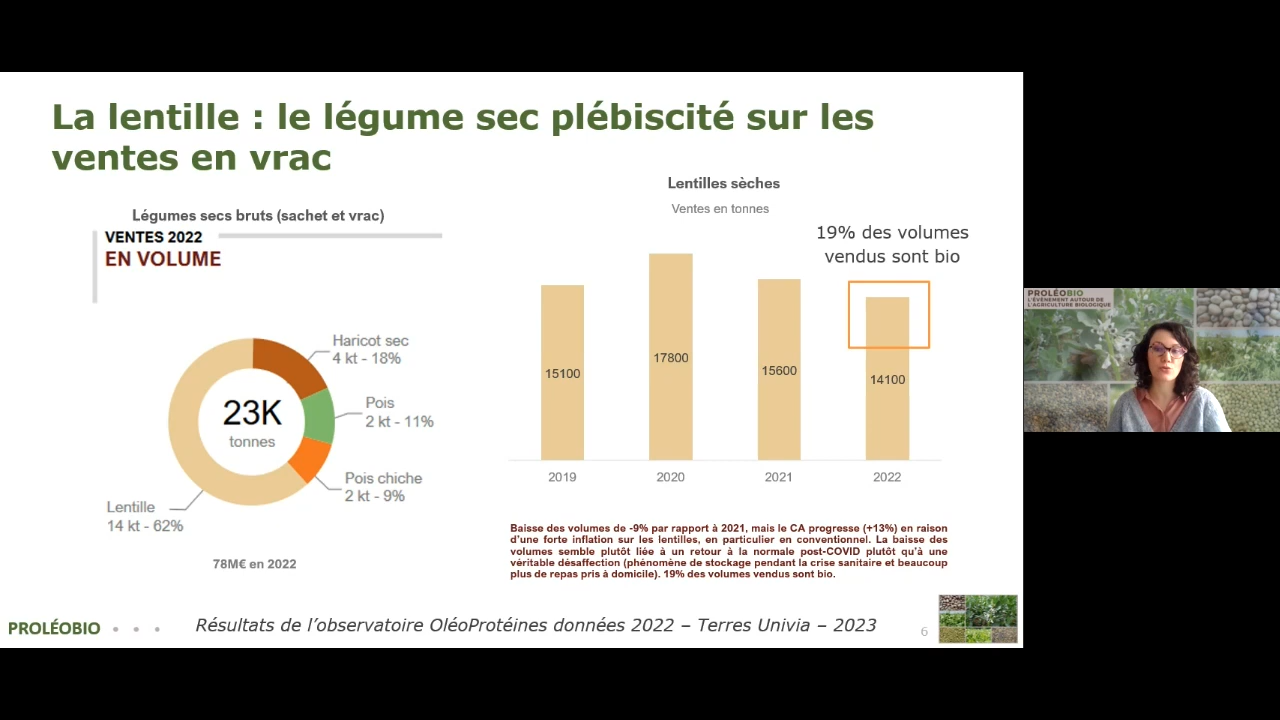 La lentille : le légume sec plébiscité sur les
ventes en vrac
Légumes secs bruts (sachet et vrac)
VENTES 2022
EN VOLUME
Haricot sec
4 kt - 18%
Pois
2 kt - 11%
23K
tonnes
Pois chiche
2 kt - 9%
Lentille
14 kt - 62%
78M€ en 2022
Lentilles sèches
Ventes en tonnes
19% des volumes
vendus sont bio
15100
17800
15600
14100
2019
2020
2021
2022
Baisse des volumes de -9% par rapport à 2021, mais le CA progresse (+13%) en raison
d'une forte inflation sur les lentilles, en particulier en conventionnel. La baisse des
volumes semble plutôt liée à un retour à la normale post-COVID plutôt qu'à une
véritable désaffection (phénomène de stockage pendant la crise sanitaire et beaucoup
plus de repas pris à domicile). 19% des volumes vendus sont bio.
PROLÉOBIO
Résultats de l'observatoire OléoProtéines données 2022 – Terres Univia – 2023
6
PROLÉOBIO
L'ÉVÉNEMENT AUTOUR DE
L'AGRICULTURE BIOLOGIQUE